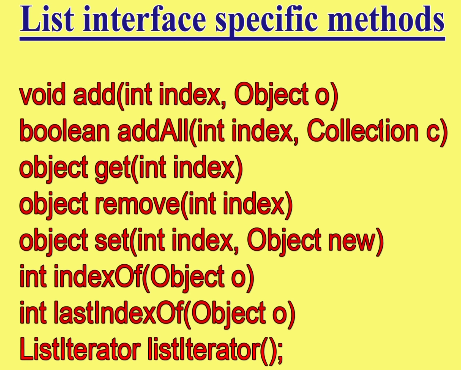 List interface specific methods
void add(int index, Object o)
boolean addAll(int index, Collection c)
object get(int index)
object remove(int index)
object set(int index, Object new)
int indexOf(Object o)
int lastIndexOf(Object o)
ListIterator listIterator();